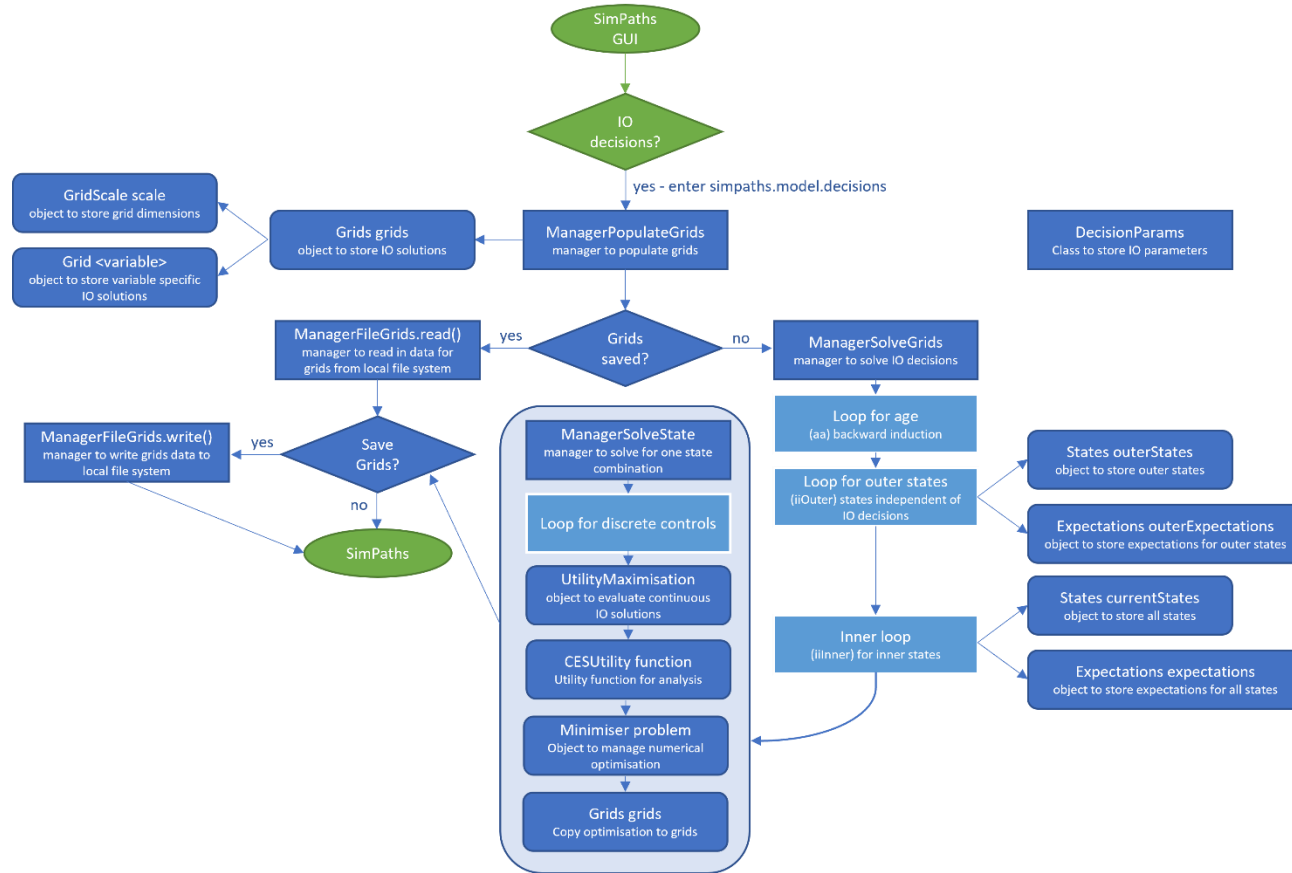 SimPaths
GUI
IO
decisions?
yes - enter simpaths.model.decisions
GridScale scale
object to store grid dimensions
Grids grids
object to store IO solutions
ManagerPopulateGrids
manager to populate grids
DecisionParams
Class to store IO parameters
Grid <variable>
object to store variable specific
IO solutions
ManagerFileGrids.read()
manager to read in data for
grids from local file system
yes
Grids
saved?
no
ManagerSolveGrids
manager to solve IO decisions
Loop for age
(aa) backward induction
ManagerFileGrids.write()
manager to write grids data to
local file system
yes
Save
Grids?
no
SimPaths
ManagerSolveState
manager to solve for one state
combination
Loop for discrete controls
UtilityMaximisation
object to evaluate continuous
IO solutions
CESUtility function
Utility function for analysis
Minimiser problem
Object to manage numerical
optimisation
Grids grids
Copy optimisation to grids
Loop for outer states
(iiOuter) states independent of
IO decisions
States outerStates
object to store outer states
Expectations outerExpectations
object to store expectations for outer states
Inner loop
(iiInner) for inner states
States currentStates
object to store all states
Expectations expectations
object to store expectations for all states